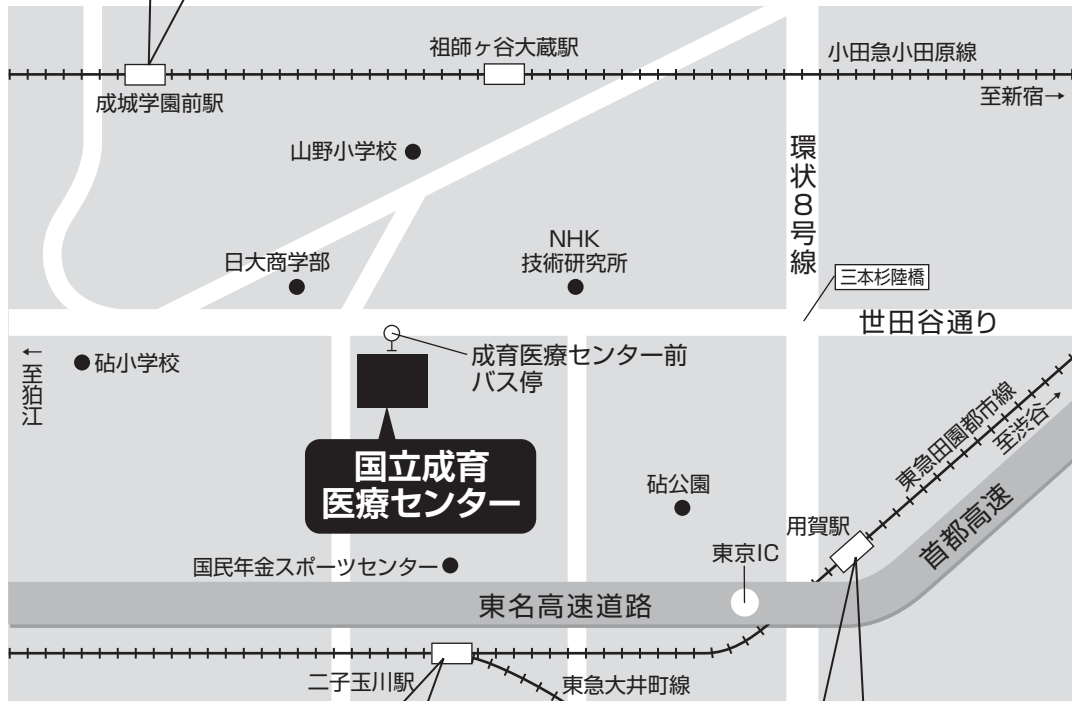 祖師ヶ谷大蔵駅
小田急小田原線
成城学園前駅
至新宿→
山野小学校
環状8号線
NHK
技術研究所
日大商学部
三本杉陸橋
世田谷通り
←至狛江
砧小学校
成育医療センター前
バス停
東急田園都市線
至渋谷→
国立成育
医療センター
砧公園
首都高速
用賀駅
東京IC
国民年金スポーツセンター
東名高速道路
二子玉川駅
東急大井町線